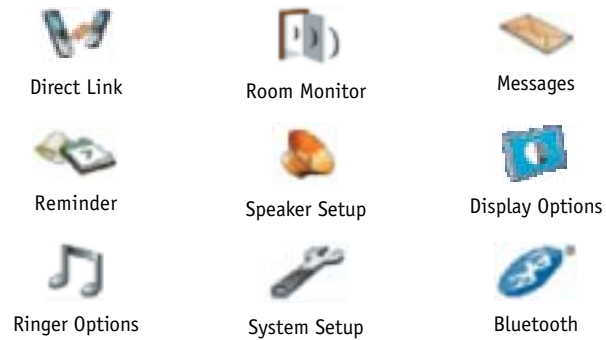 Direct Link
Room Monitor
Messages
Reminder
Speaker Setup
Display Options
Ringer Options
System Setup
Bluetooth